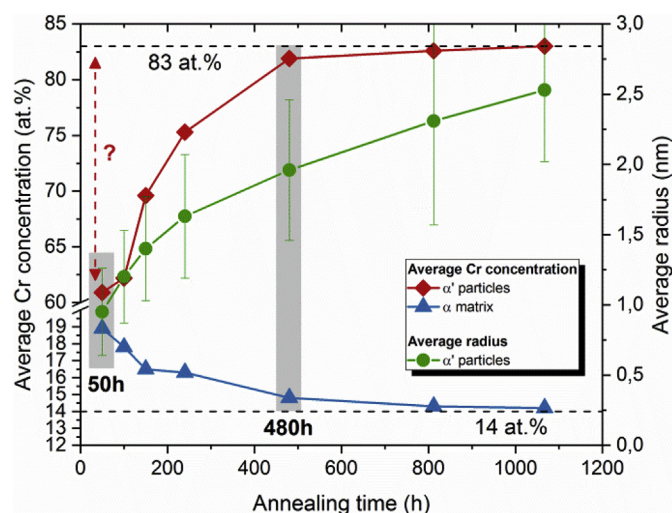 85
80
75
70
65
60
19
18
17
16
15
14
13
12
Average Cr concentration (at.%)
83 at.%
?
50h
480h
14 at.%
Average Cr concentration
α' particles
α matrix
Average radius
α' particles
3,0
2,5
2,0
1,5
1,0
0,5
0,0
Average radius (nm)
0 200 400 600 800 1000 1200
Annealing time (h)